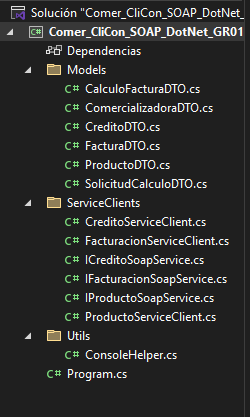 Solución "Comer_CliCon_SOAP_DotNet_
Comer_CliCon_SOAP_DotNet_GR01
Dependencias
Models
C# CalculoFacturaDTO.cs
C# ComercializadoraDTO.cs
C# CreditoDTO.cs
C# FacturaDTO.cs
C# ProductoDTO.cs
C# SolicitudCalculoDTO.cs
ServiceClients
C# CreditoServiceClient.cs
C# FacturacionServiceClient.cs
C# ICreditoSoapService.cs
C# IFacturacionSoapService.cs
C# IProductoSoapService.cs
C# ProductoServiceClient.cs
Utils
C# ConsoleHelper.cs
C# Program.cs